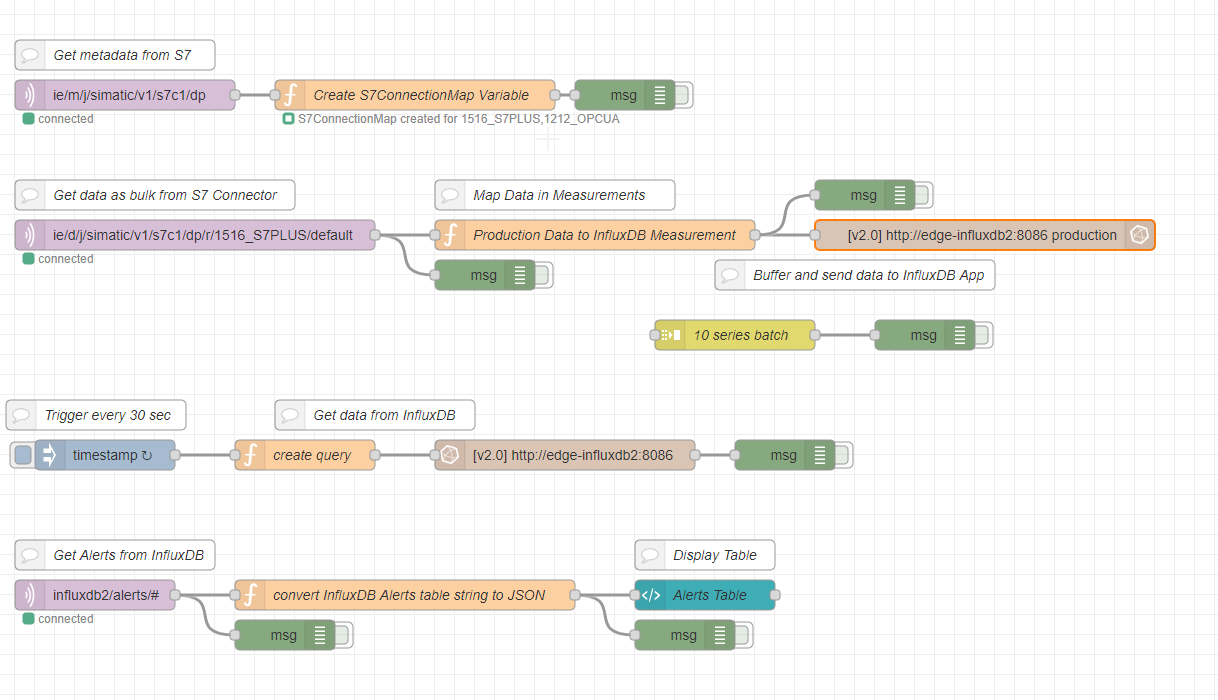 Get metadata from S7
ie/m/j/simatic/v1/s7c1/dp
Create S7ConnectionMap Variable
msg
connected
S7ConnectionMap created for 1516_S7PLUS,1212_OPCUA
Get data as bulk from S7 Connector
Map Data in Measurements
msg
ie/d/j/simatic/v1/s7c1/dp/r/1516_S7PLUS/default
Production Data to InfluxDB Measurement
[v2.0] http://edge-influxdb2:8086 production
connected
msg
Buffer and send data to InfluxDB App
10 series batch
msg
Trigger every 30 sec
Get data from InfluxDB
timestamp ↻
create query
[v2.0] http://edge-influxdb2:8086
msg
Get Alerts from InfluxDB
Display Table
influxdb2/alerts/#
convert InfluxDB Alerts table string to JSON
Alerts Table
connected
msg
msg